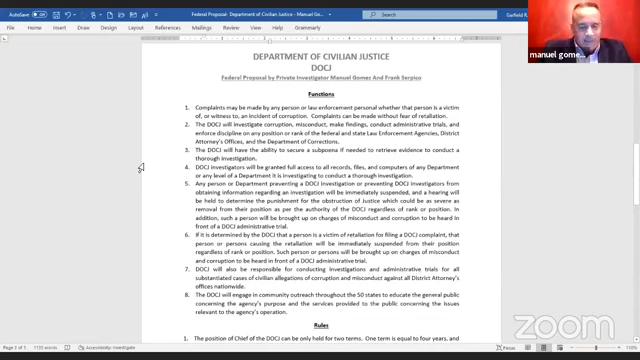 AutoSave Off
Federal Proposal- Department of Civilian Justice - Manuel Gom...
Search
Garfield R
File Home Insert Draw Design Layout References Mailings Review View Help Grammarly
manuel gome...
DEPARTMENT OF CIVILIAN JUSTICE
DOCJ
Federal Proposal by Private Investigator Manuel Gomez And Frank Serpico
Functions
1. Complaints may be made by any person or law enforcement personal whether that person is a victim
of, or witness to, an incident of corruption. Complaints can be made without fear of retaliation.
2. The DOCJ will investigate corruption, misconduct, make findings, conduct administrative trials, and
enforce discipline on any position or rank of the federal and state Law Enforcement Agencies, District
Attorney's Offices, and the Department of Corrections.
3. The DOCJ will have the ability to secure a subpoena if needed to retrieve evidence to conduct a
thorough investigation.
4. DOCJ investigators will be granted full access to all records, files, and computers of any Department
or any level of a Department it is investigating to conduct a thorough investigation.
5. Any person or Department preventing a DOCJ investigation or preventing DOCJ investigators from
obtaining information regarding an investigation will be immediately suspended, and a hearing will
be held to determine the punishment for the obstruction of Justice which could be as severe as
removal from their position as per the authority of the DOCJ regardless of rank or position. In
addition, such a person will be brought up on charges of misconduct and corruption to be heard in
front of a DOCJ administrative trial.
6. If it is determined by the DOCJ that a person is a victim of retaliation for filing a DOCJ complaint, that
person or persons causing the retaliation will be immediately suspended from their position
regardless of rank or position. Such person or persons will be brought up on charges of misconduct
and corruption to be heard in front of a DOCJ administrative trial.
7. DOCJ will also be responsible for conducting investigations and administrative trials for all
substantiated cases of civilian allegations of corruption and misconduct against all District Attorney's
offices nationwide.
8. The DOCJ will engage in community outreach throughout the 50 states to educate the general public
concerning the agency's purpose and the services provided to the public concerning the issues
relevant to the agency's operation.
Rules
1. The position of Chief of the DOCJ can be only held for two terms. One term is equal to four years, and
zoom
Page 2 of 5 1135 words Accessibility: Investigate Focus 110%